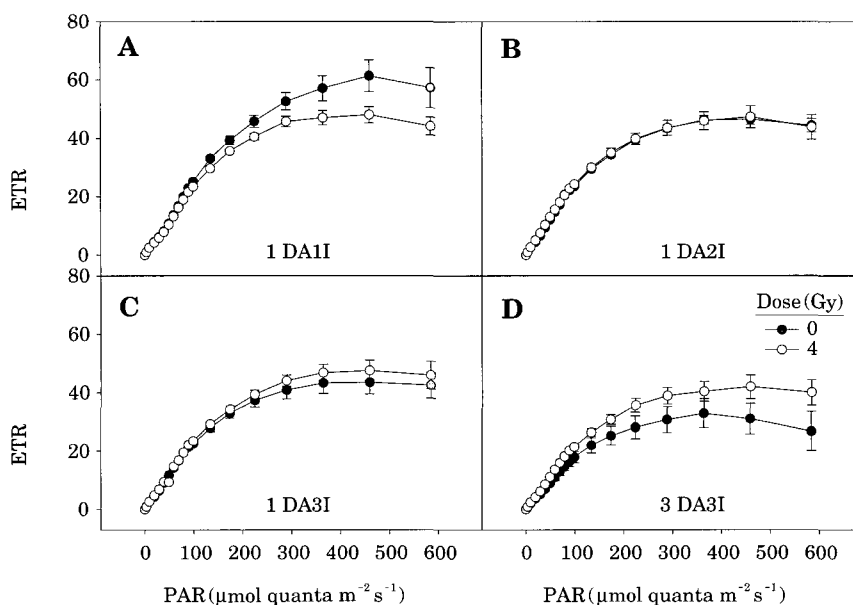 A
B
80
60
40
20
0
ETR
1 DA1I
1 DA2I
C
D
80
60
40
20
0
ETR
Dose (Gy)
0
4
1 DA3I
3 DA3I
0 100 200 300 400 500 600
0 100 200 300 400 500 600
PAR (µmol quanta m⁻² s⁻¹)
PAR (µmol quanta m⁻² s⁻¹)